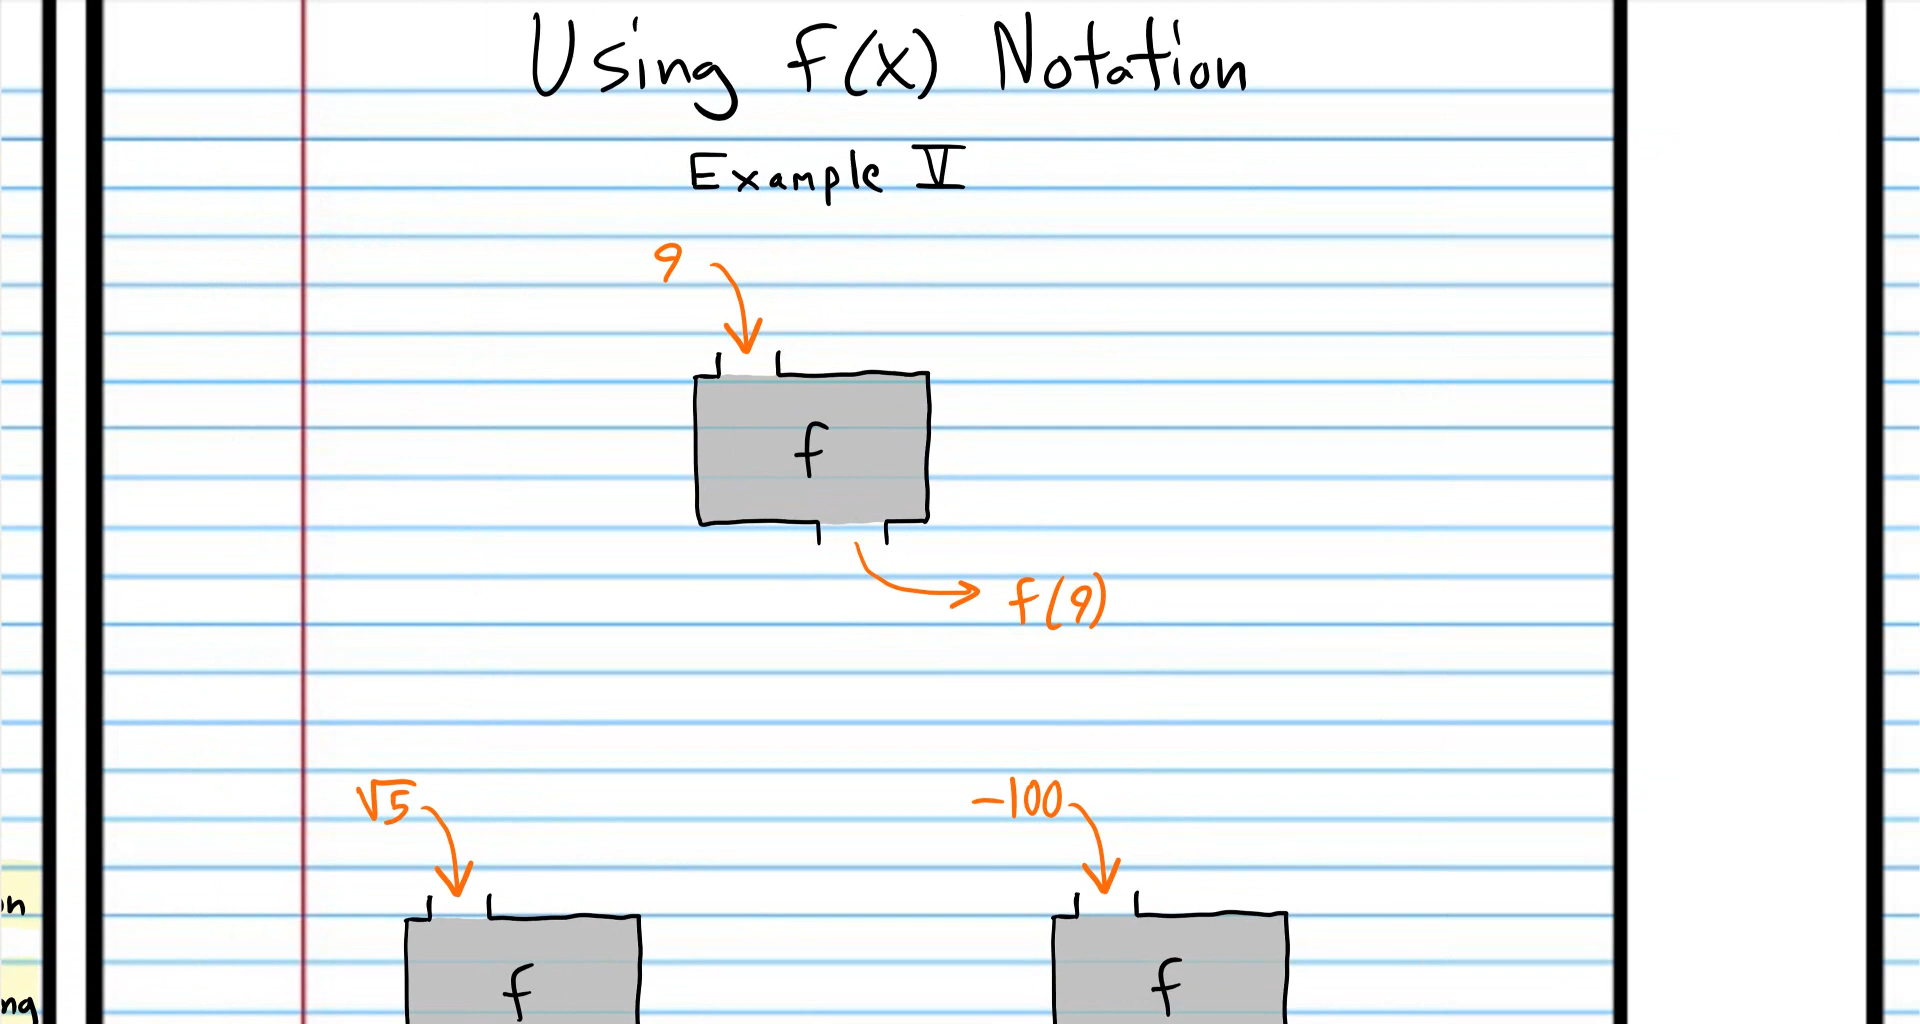 Using f(x) Notation
Example V
9
f
f(9)
√5
-100
f
f